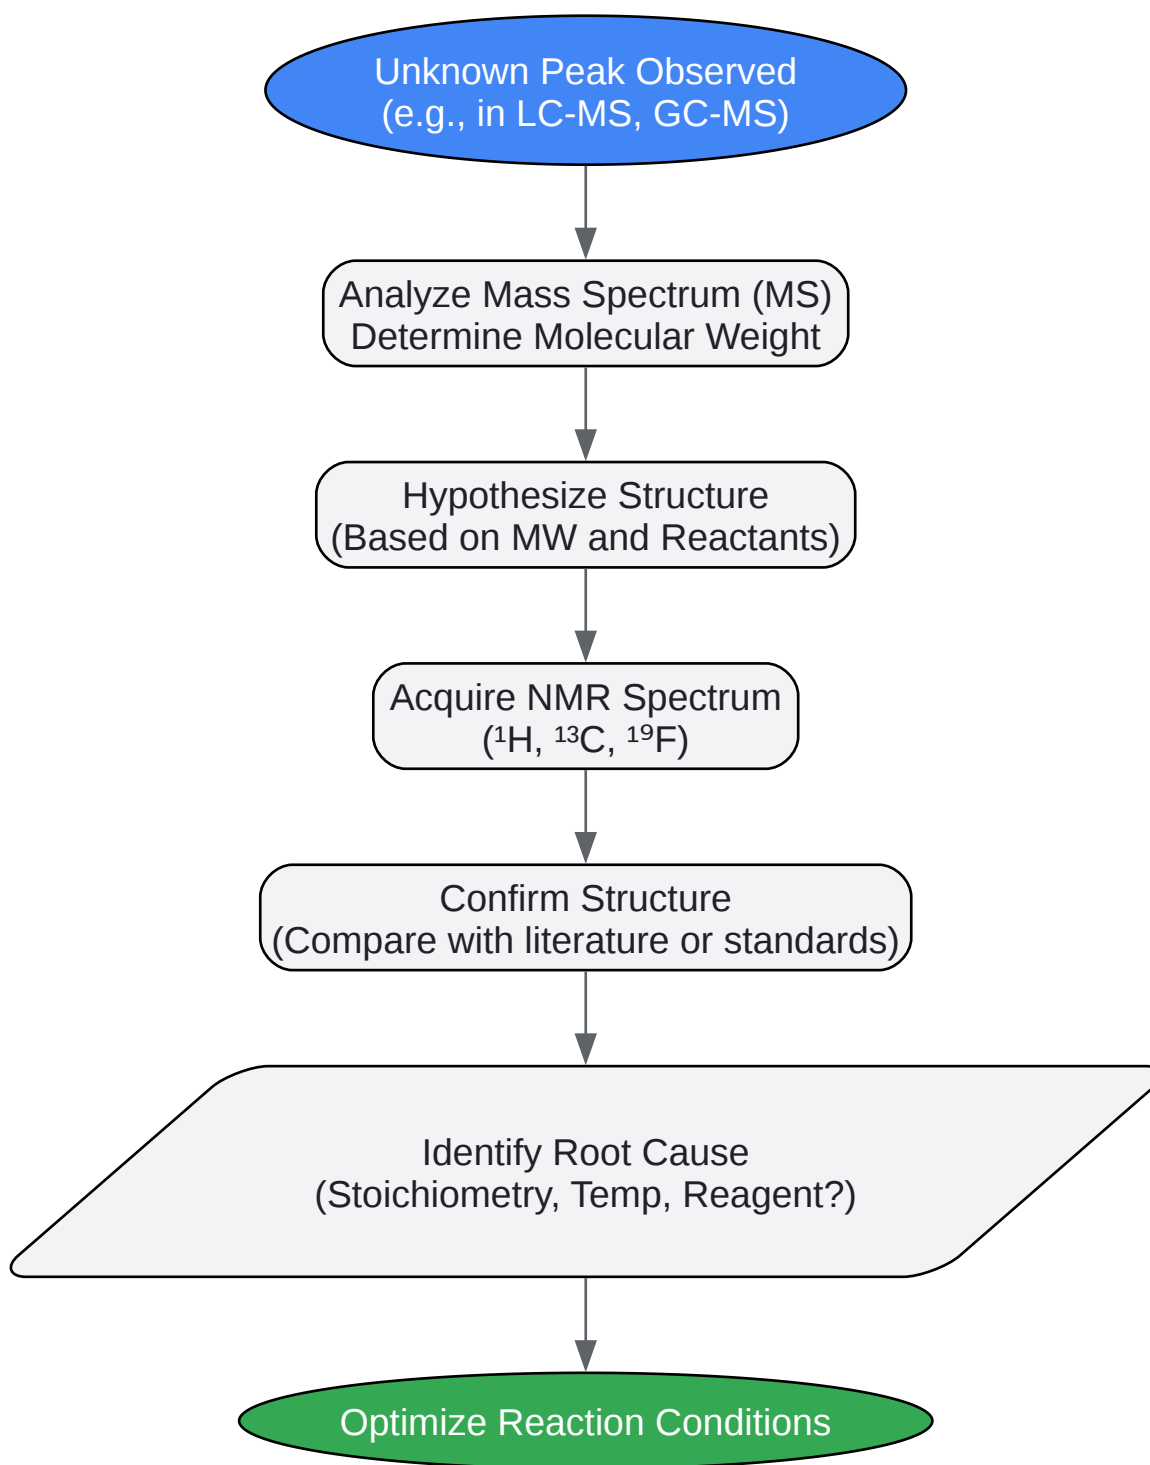 Unknown Peak Observed
(e.g., in LC-MS, GC-MS)
Analyze Mass Spectrum (MS)
Determine Molecular Weight
Hypothesize Structure
(Based on MW and Reactants)
Acquire NMR Spectrum
(¹H, ¹³C, ¹⁹F)
Confirm Structure
(Compare with literature or standards)
Identify Root Cause
(Stoichiometry, Temp, Reagent?)
Optimize Reaction Conditions